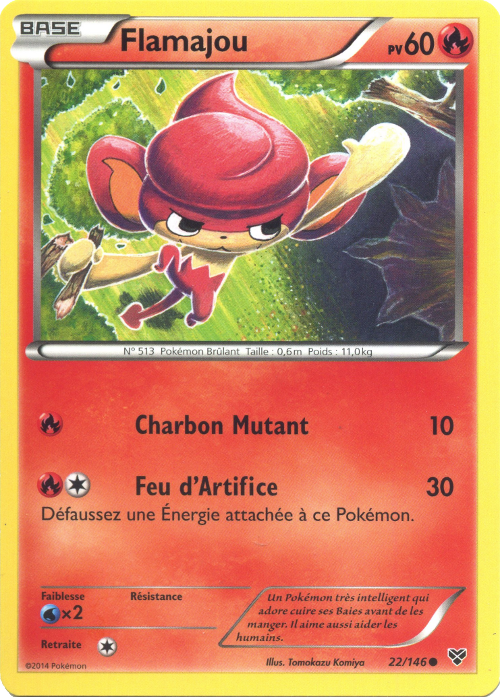 BASE
Flamajou
PV60
N° 513 Pokémon Brûlant Taille : 0,6m Poids : 11,0kg
Charbon Mutant 10
Feu d'Artifice 30
Défaussez une Énergie attachée à ce Pokémon.
Faiblesse Résistance
×2
Retraite
Un Pokémon très intelligent qui
adore cuire ses Baies avant de les
manger. Il aime aussi aider les
humains.
©2014 Pokémon
Illus. Tomokazu Komiya
22/146